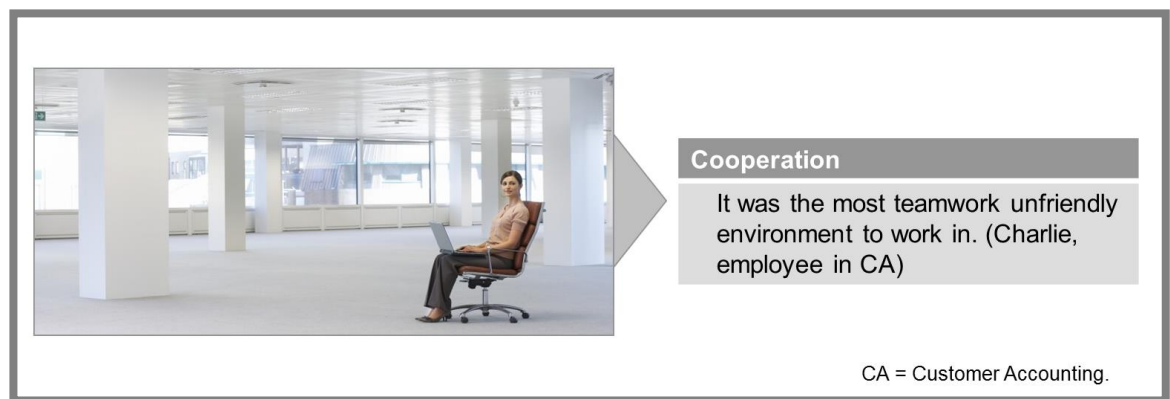 Cooperation
It was the most teamwork unfriendly
environment to work in. (Charlie,
employee in CA)
CA = Customer Accounting.